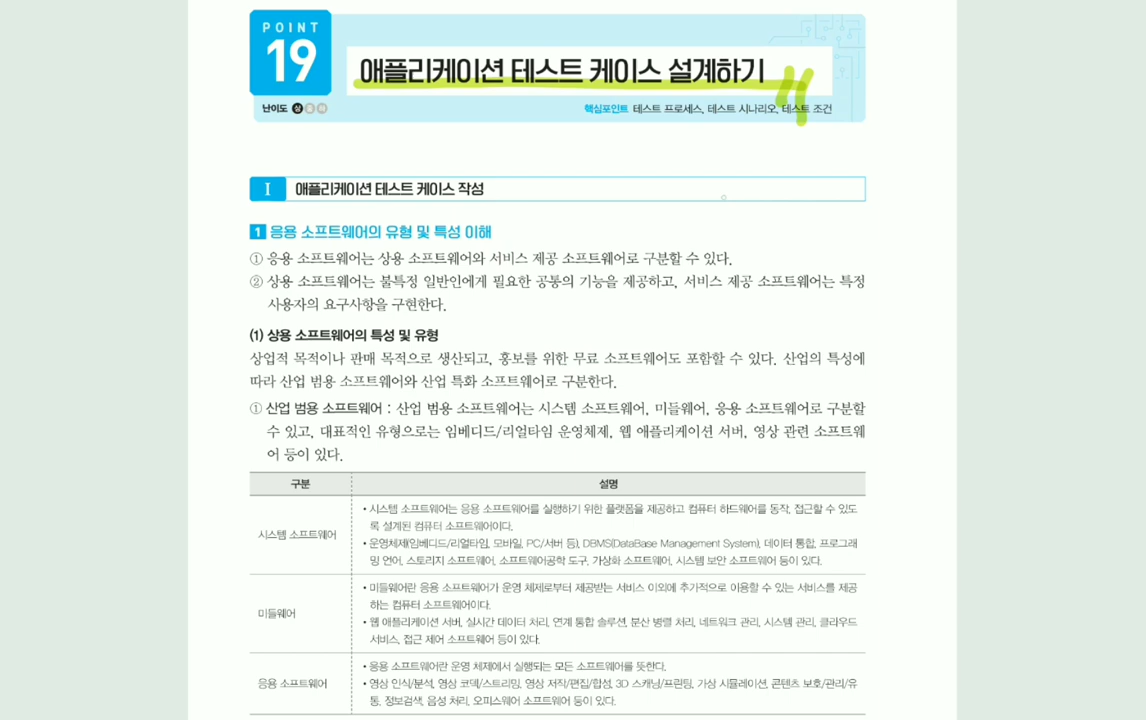 POINT
19
애플리케이션 테스트 케이스 설계하기
난이도 상 중 하
핵심포인트 테스트 프로세스, 테스트 시나리오, 테스트 조건
I 애플리케이션 테스트 케이스 작성
1 응용 소프트웨어의 유형 및 특성 이해
① 응용 소프트웨어는 상용 소프트웨어와 서비스 제공 소프트웨어로 구분할 수 있다.
② 상용 소프트웨어는 불특정 일반인에게 필요한 공통의 기능을 제공하고, 서비스 제공 소프트웨어는 특정
사용자의 요구사항을 구현한다.
(1) 상용 소프트웨어의 특성 및 유형
상업적 목적이나 판매 목적으로 생산되고, 홍보를 위한 무료 소프트웨어도 포함할 수 있다. 산업의 특성에
따라 산업 범용 소프트웨어와 산업 특화 소프트웨어로 구분한다.
① 산업 범용 소프트웨어 : 산업 범용 소프트웨어는 시스템 소프트웨어, 미들웨어, 응용 소프트웨어로 구분할
수 있고, 대표적인 유형으로는 임베디드/리얼타임 운영체제, 웹 애플리케이션 서버, 영상 관련 소프트웨
어 등이 있다.
구분 설명
시스템 소프트웨어
• 시스템 소프트웨어는 응용 소프트웨어를 실행하기 위한 플랫폼을 제공하고 컴퓨터 하드웨어를 동작, 접근할 수 있도
록 설계된 컴퓨터 소프트웨어이다.
• 운영체제(임베디드/리얼타임, 모바일, PC/서버 등), DBMS(DataBase Management System), 데이터 통합, 프로그래
밍 언어, 스토리지 소프트웨어, 소프트웨어공학 도구, 가상화 소프트웨어, 시스템 보안 소프트웨어 등이 있다.
미들웨어
• 미들웨어란 응용 소프트웨어가 운영 체제로부터 제공받는 서비스 이외에 추가적으로 이용할 수 있는 서비스를 제공
하는 컴퓨터 소프트웨어이다.
• 웹 애플리케이션 서버, 실시간 데이터 처리, 연계 통합 솔루션, 분산 병렬 처리, 네트워크 관리, 시스템 관리, 클라우드
서비스, 접근 제어 소프트웨어 등이 있다.
응용 소프트웨어
• 응용 소프트웨어란 운영 체제에서 실행되는 모든 소프트웨어를 뜻한다.
• 영상 인식/분석, 영상 코덱/스트리밍, 영상 저작/편집/합성, 3D 스캐닝/프린팅, 가상 시뮬레이션, 콘텐츠 보호/관리/유
통, 정보검색, 음성 처리, 오피스웨어 소프트웨어 등이 있다.